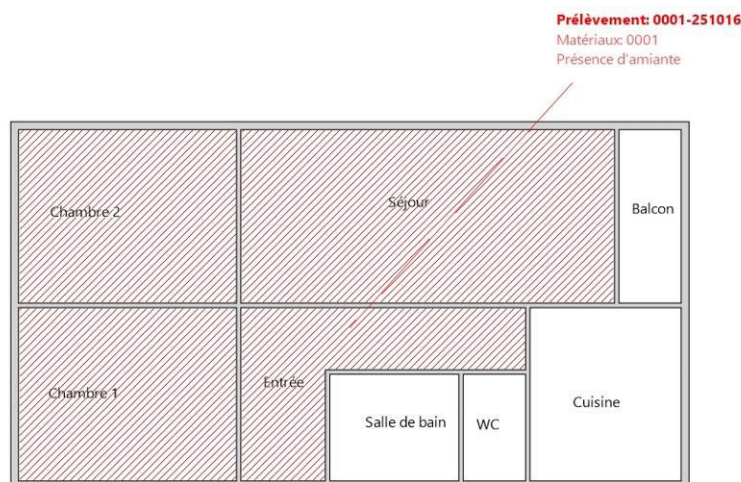 Prélèvement: 0001-251016
Matériaux: 0001
Présence d'amiante
Chambre 2
Séjour
Balcon
Chambre 1
Entrée
Salle de bain
WC
Cuisine